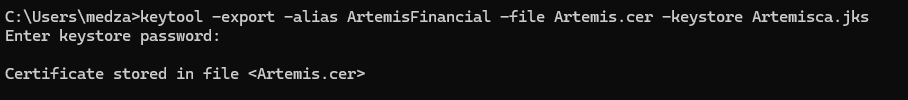 C:\Users\medza>keytool -export -alias ArtemisFinancial -file Artemis.cer -keystore Artemisca.jks
Enter keystore password:
Certificate stored in file <Artemis.cer>